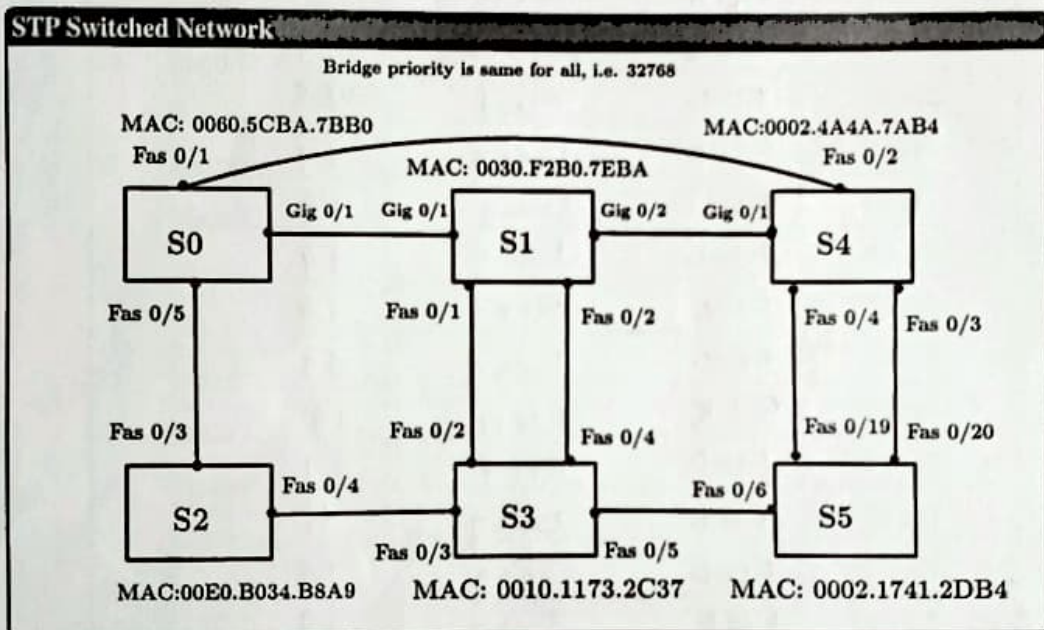 STP Switched Network
Bridge priority is same for all, i.e. 32768
MAC: 0060.5CBA.7BB0
MAC:0002.4A4A.7AB4
Fas 0/1
Fas 0/2
MAC: 0030.F2B0.7EBA
Gig 0/1
Gig 0/1
Gig 0/2
Gig 0/1
S0
S1
S4
Fas 0/5
Fas 0/1
Fas 0/2
Fas 0/4
Fas 0/3
Fas 0/3
Fas 0/2
Fas 0/4
Fas 0/19
Fas 0/20
Fas 0/4
Fas 0/6
S2
S3
S5
Fas 0/3
Fas 0/5
MAC:00E0.B034.B8A9
MAC: 0010.1173.2C37
MAC: 0002.1741.2DB4